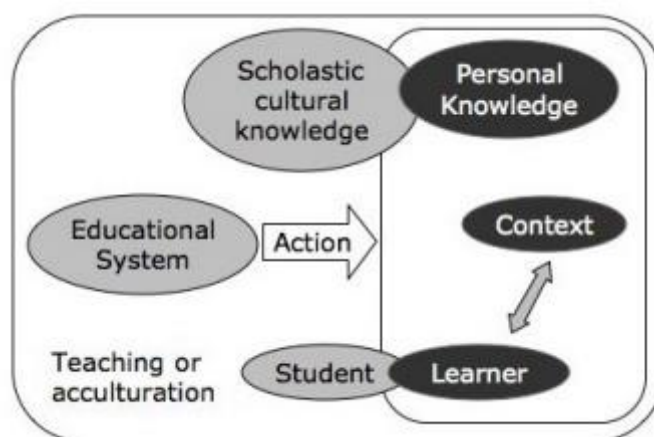 Scholastic
cultural
knowledge
Personal
Knowledge
Educational
System
Action
Context
Teaching or
acculturation
Student
Learner